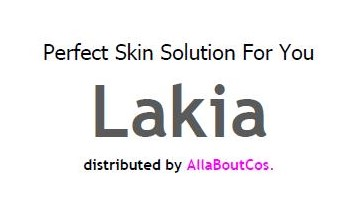 Perfect Skin Solution For You
Lakia
distributed by AllaBoutCos.